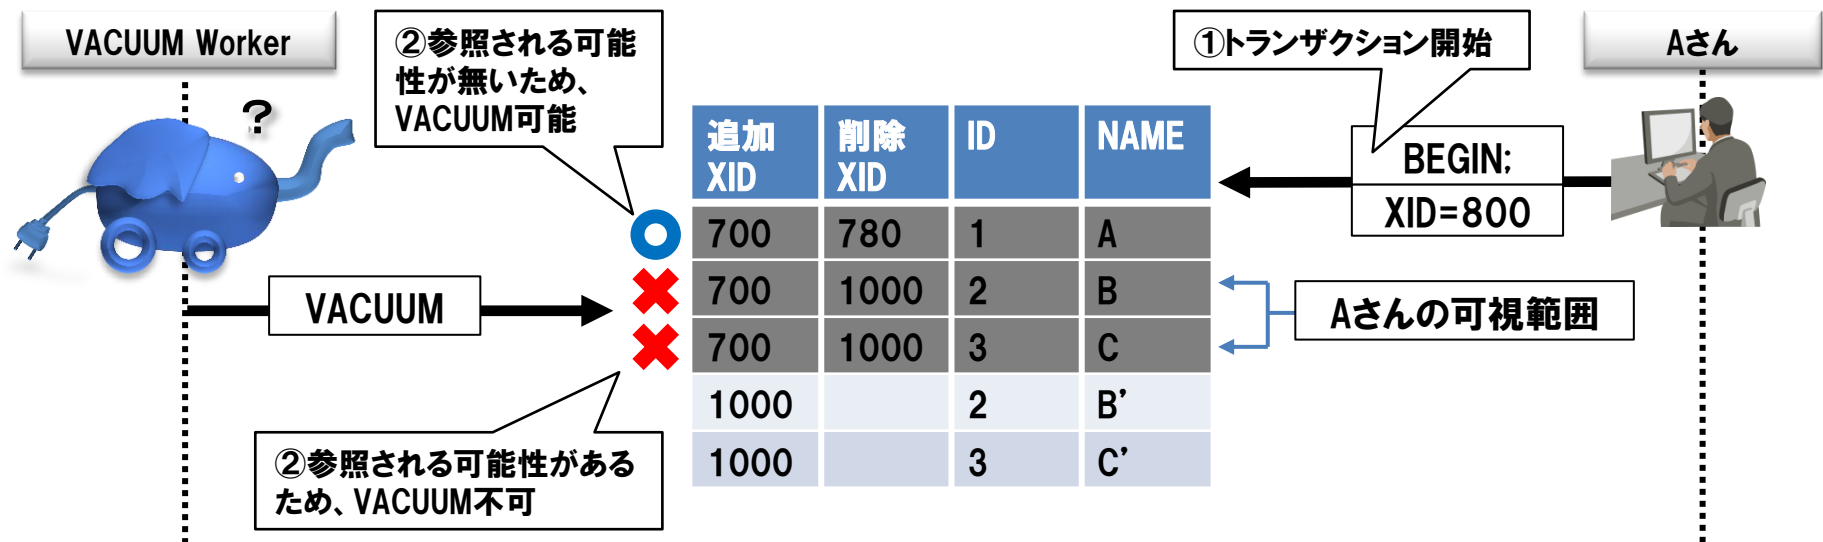 VACUUM Worker
②参照される可能
性が無いため、
VACUUM可能
①トランザクション開始
Aさん
?
追加
XID
削除
XID
ID
NAME
BEGIN;
XID=800
700 780 1 A
700 1000 2 B
700 1000 3 C
1000 2 B’
1000 3 C’
VACUUM
Aさんの可視範囲
②参照される可能性がある
ため、VACUUM不可